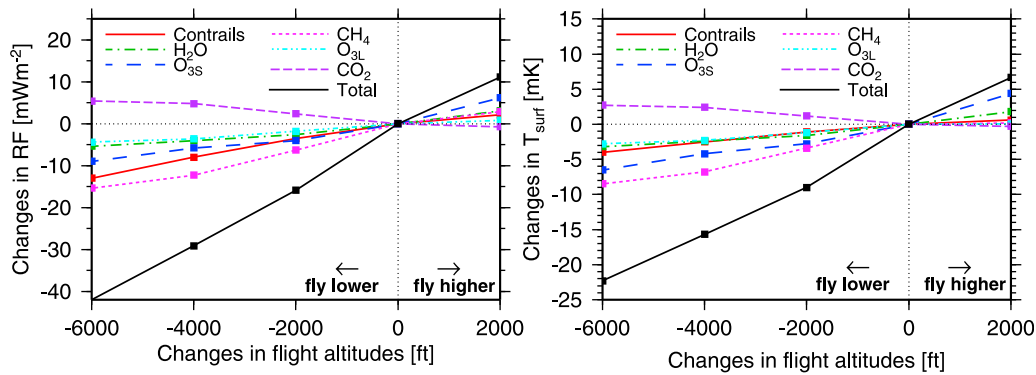 Changes in RF [mWm-2]
20
10
0
-10
-20
-30
-40
Contrails
H2O
O3S
CH4
O3L
CO2
Total
← →
fly lower fly higher
-6000 -4000 -2000 0 2000
Changes in flight altitudes [ft]
Changes in Tsurf [mK]
15
10
5
0
-5
-10
-15
-20
-25
Contrails
H2O
O3S
CH4
O3L
CO2
Total
← →
fly lower fly higher
-6000 -4000 -2000 0 2000
Changes in flight altitudes [ft]